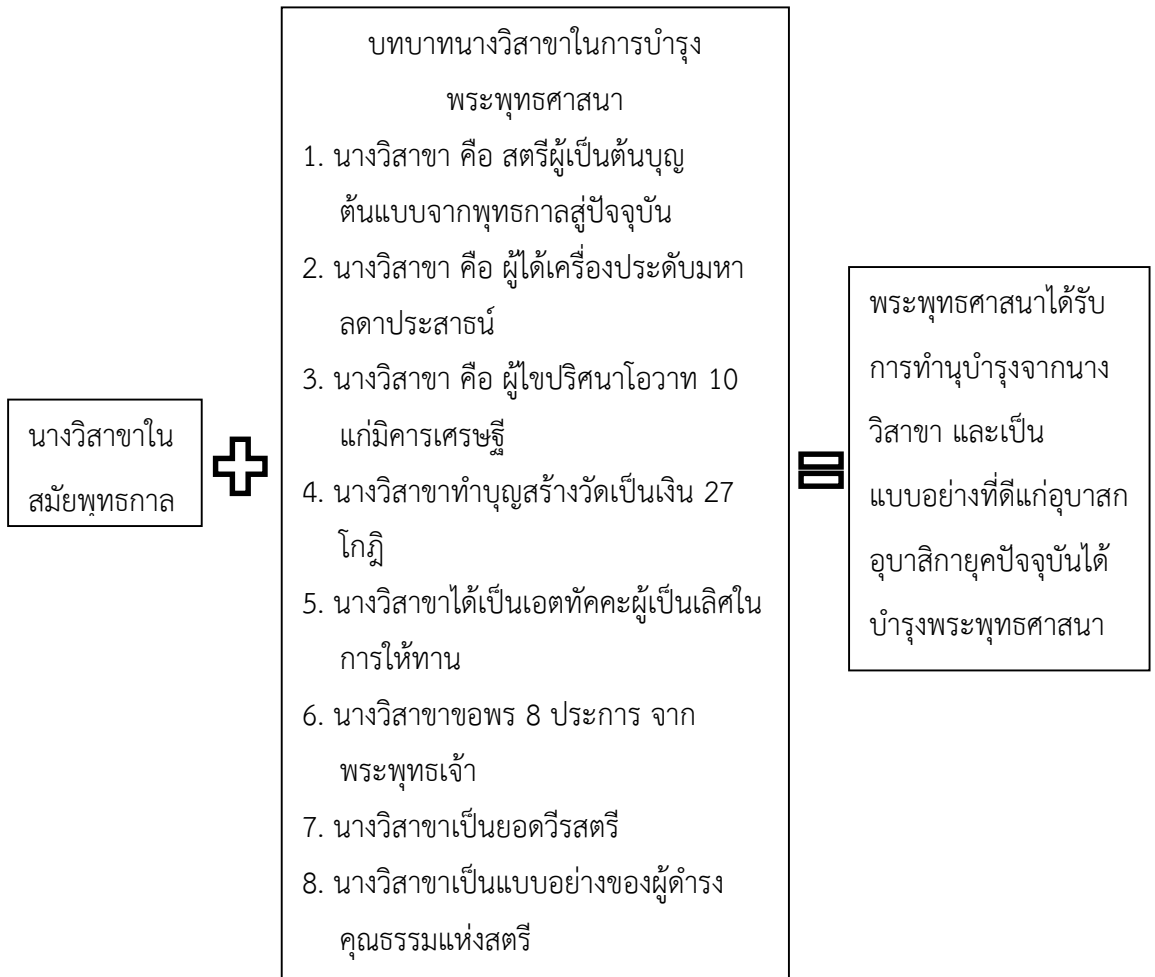 นางวิสาขาใน
สมัยพุทธกาล
บทบาทนางวิสาขาในการบำรุง
พระพุทธศาสนา
1. นางวิสาขา คือ สตรีผู้เป็นต้นบุญ
ต้นแบบจากพุทธกาลสู่ปัจจุบัน
2. นางวิสาขา คือ ผู้ได้เครื่องประดับมหา
ลดาประสาธน์
3. นางวิสาขา คือ ผู้ไขปริศนาโอวาท 10
แก่มิคารเศรษฐี
4. นางวิสาขาทำบุญสร้างวัดเป็นเงิน 27
โกฎิ
5. นางวิสาขาได้เป็นเอตทัคคะผู้เป็นเลิศใน
การให้ทาน
6. นางวิสาขาขอพร 8 ประการ จาก
พระพุทธเจ้า
7. นางวิสาขาเป็นยอดวีรสตรี
8. นางวิสาขาเป็นแบบอย่างของผู้ดำรง
คุณธรรมแห่งสตรี
พระพุทธศาสนาได้รับ
การทำนุบำรุงจากนาง
วิสาขา และเป็น
แบบอย่างที่ดีแก่อุบาสก
อุบาสิกายุคปัจจุบันได้
บำรุงพระพุทธศาสนา